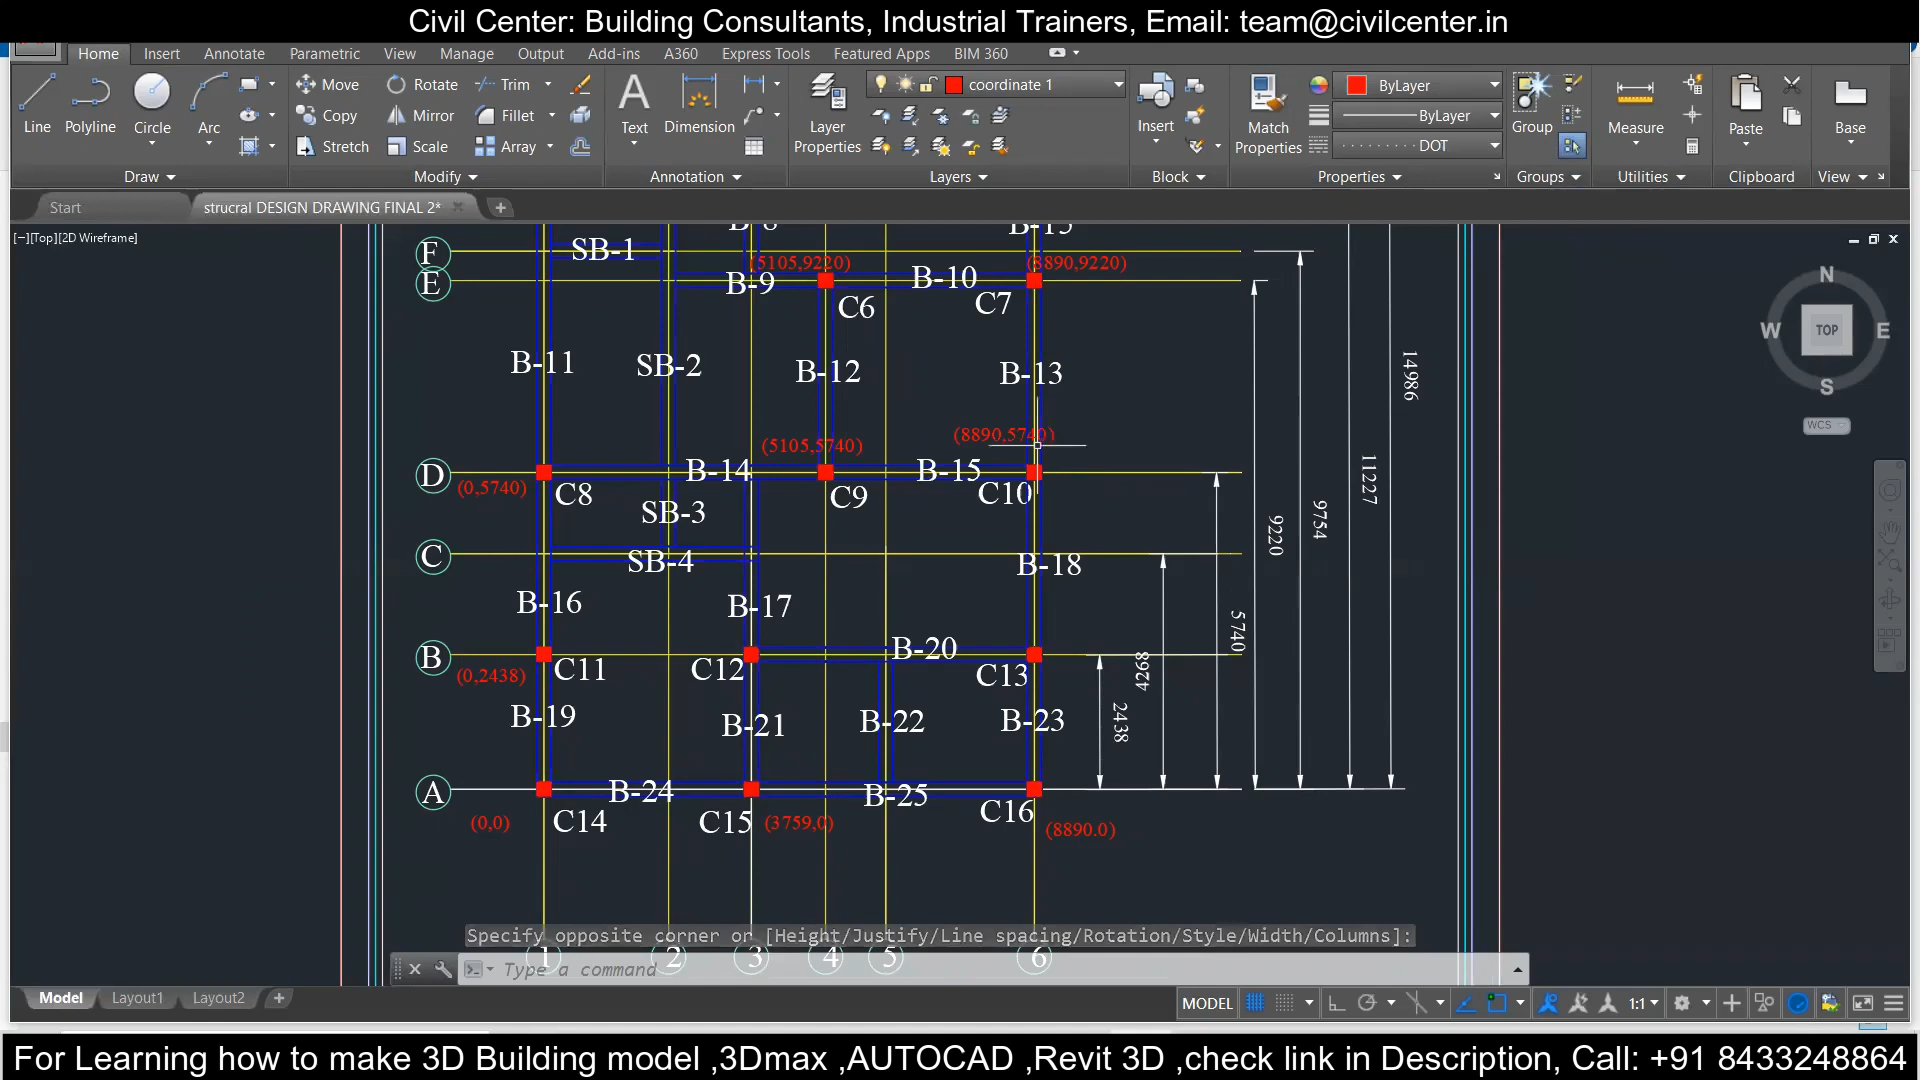 Civil Center: Building Consultants, Industrial Trainers, Email: team@civilcenter.in
Home Insert Annotate Parametric View Manage Output Add-ins A360 Express Tools Featured Apps BIM 360
Line Polyline Circle Arc
Move Rotate Trim
Copy Mirror Fillet
Stretch Scale Array
Text Dimension
Layer Properties
coordinate 1
Insert
Match Properties
ByLayer
ByLayer
DOT
Group Measure Paste Base
Draw Modify Annotation Layers Block Properties Groups Utilities Clipboard View
Start strucral DESIGN DRAWING FINAL 2*
[−][Top][2D Wireframe]
B-8 B-15
F SB-1 (5105,9220) (8890,9220)
E B-9 B-10
C6 C7
B-11 SB-2 B-12 B-13
(5105,5740) (8890,5740)
D B-14 B-15
(0,5740) C8 C9 C10
SB-3
C SB-4 B-18
B-16 B-17
B B-20
(0,2438) C11 C12 C13
B-19 B-21 B-22 B-23
A B-24 B-25
(0,0) C14 C15 (3759,0) C16 (8890.0)
2438
4298
5740
9220
9754
11227
14986
N
W TOP E
S
WCS
Specify opposite corner or [Height/Justify/Line spacing/Rotation/Style/Width/Columns]:
1 2 3 4 5 6
Type a command
Model Layout1 Layout2
MODEL 1:1
For Learning how to make 3D Building model ,3Dmax ,AUTOCAD ,Revit 3D ,check link in Description, Call: +91 8433248864